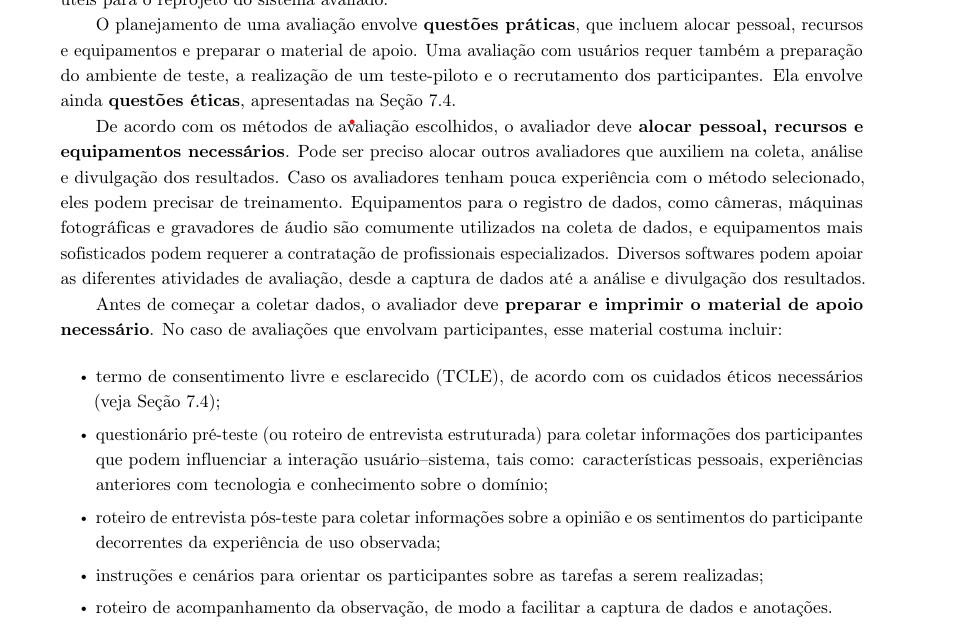 úteis para o reprojeto do sistema avaliado.
O planejamento de uma avaliação envolve questões práticas, que incluem alocar pessoal, recursos
e equipamentos e preparar o material de apoio. Uma avaliação com usuários requer também a preparação
do ambiente de teste, a realização de um teste-piloto e o recrutamento dos participantes. Ela envolve
ainda questões éticas, apresentadas na Seção 7.4.
De acordo com os métodos de avaliação escolhidos, o avaliador deve alocar pessoal, recursos e
equipamentos necessários. Pode ser preciso alocar outros avaliadores que auxiliem na coleta, análise
e divulgação dos resultados. Caso os avaliadores tenham pouca experiência com o método selecionado,
eles podem precisar de treinamento. Equipamentos para o registro de dados, como câmeras, máquinas
fotográficas e gravadores de áudio são comumente utilizados na coleta de dados, e equipamentos mais
sofisticados podem requerer a contratação de profissionais especializados. Diversos softwares podem apoiar
as diferentes atividades de avaliação, desde a captura de dados até a análise e divulgação dos resultados.
Antes de começar a coletar dados, o avaliador deve preparar e imprimir o material de apoio
necessário. No caso de avaliações que envolvam participantes, esse material costuma incluir:
• termo de consentimento livre e esclarecido (TCLE), de acordo com os cuidados éticos necessários
(veja Seção 7.4);
• questionário pré-teste (ou roteiro de entrevista estruturada) para coletar informações dos participantes
que podem influenciar a interação usuário–sistema, tais como: características pessoais, experiências
anteriores com tecnologia e conhecimento sobre o domínio;
• roteiro de entrevista pós-teste para coletar informações sobre a opinião e os sentimentos do participante
decorrentes da experiência de uso observada;
• instruções e cenários para orientar os participantes sobre as tarefas a serem realizadas;
• roteiro de acompanhamento da observação, de modo a facilitar a captura de dados e anotações.